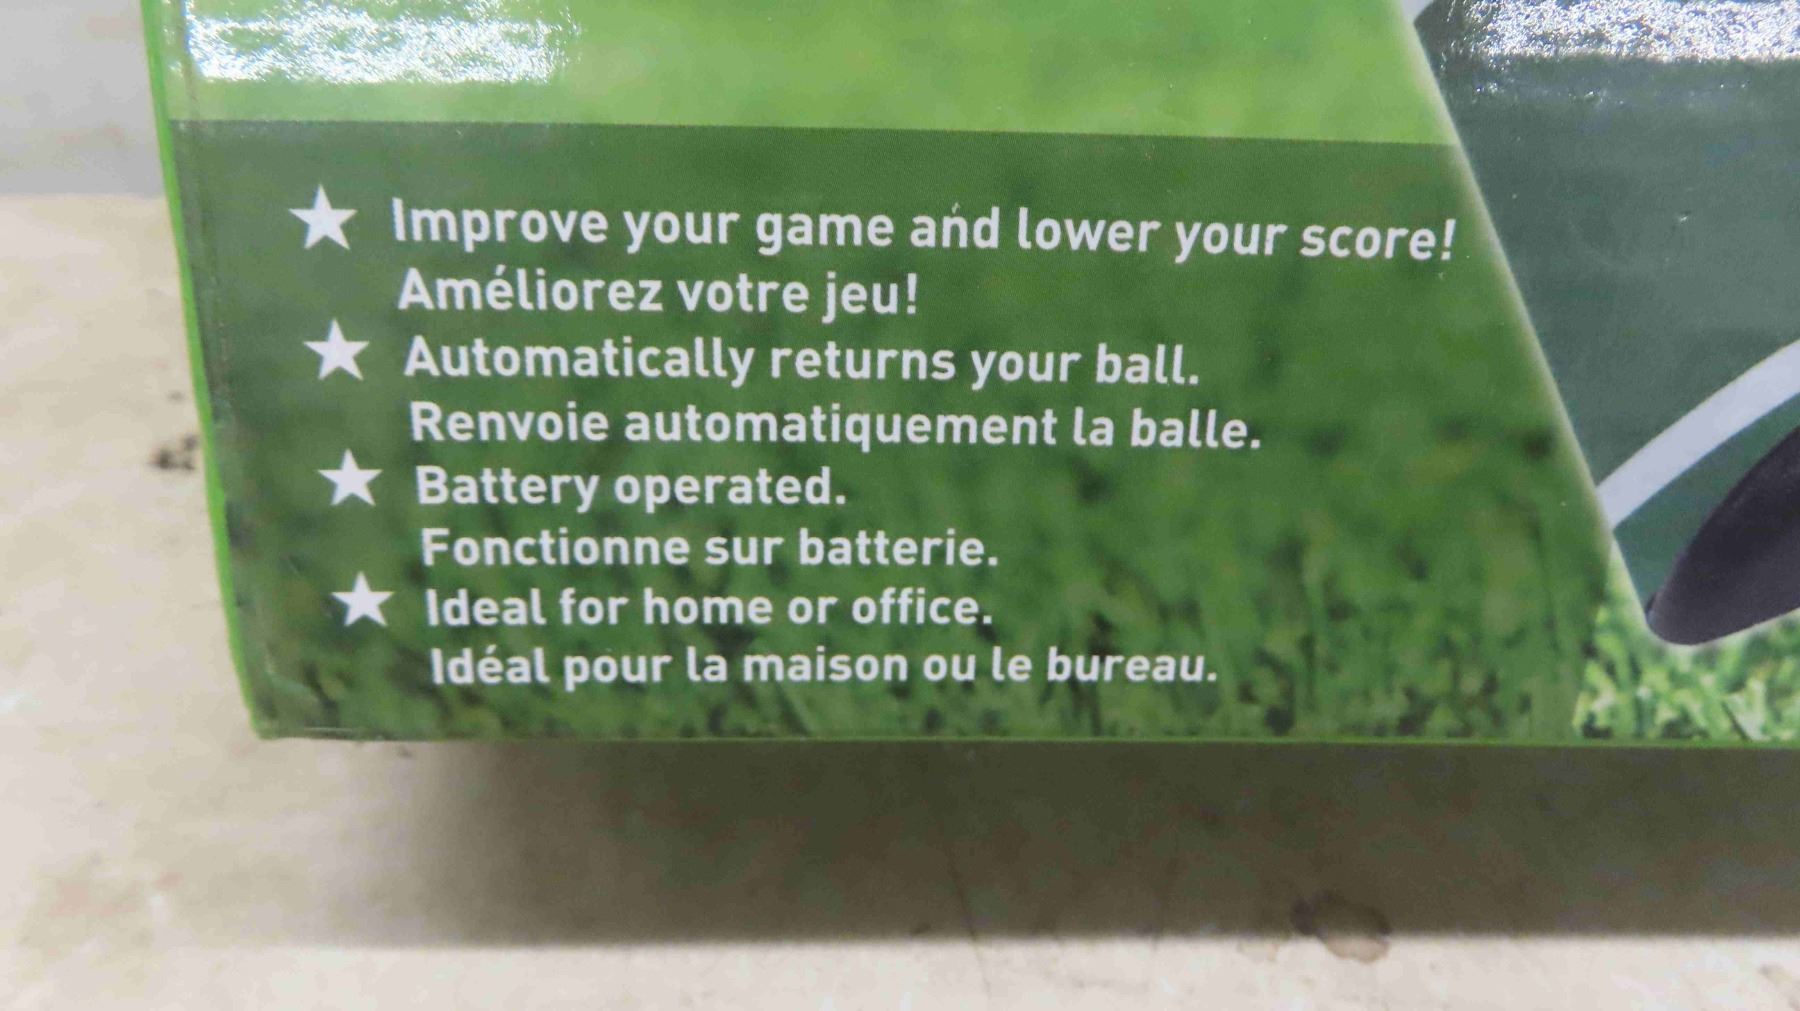 ★ Improve your game and lower your score!
Améliorez votre jeu!
★ Automatically returns your ball.
Renvoie automatiquement la balle.
★ Battery operated.
Fonctionne sur batterie.
★ Ideal for home or office.
Idéal pour la maison ou le bureau.